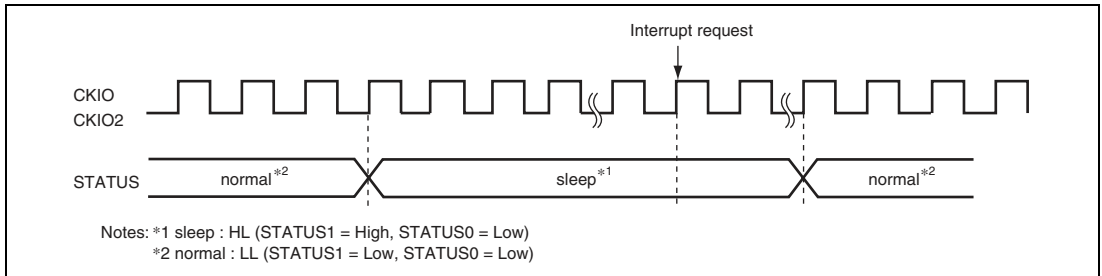 Interrupt request
CKIO
CKIO2
STATUS
normal*2
sleep*1
normal*2
Notes: *1 sleep : HL (STATUS1 = High, STATUS0 = Low)
*2 normal : LL (STATUS1 = Low, STATUS0 = Low)